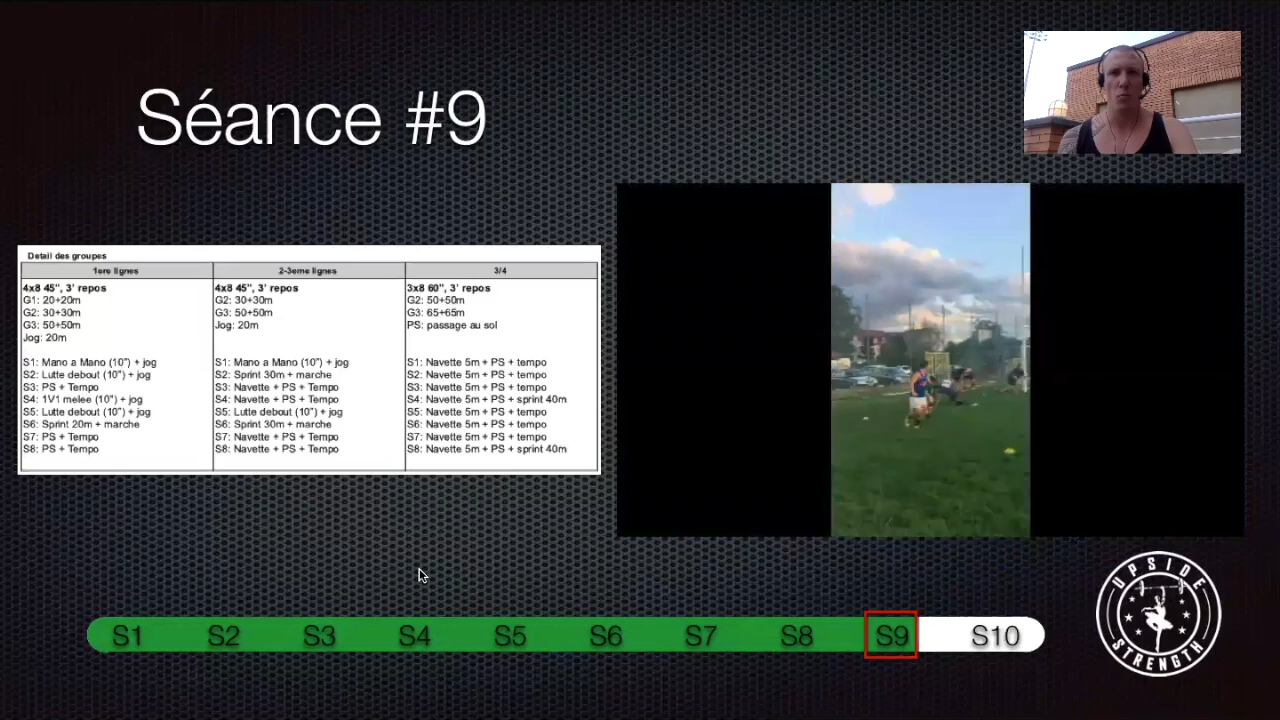 Séance #9
Detail des groupes
1ere lignes
2-3eme lignes
3/4
4x8 45", 3' repos
G1: 20+20m
G2: 30+30m
G3: 50+50m
Jog: 20m
S1: Mano a Mano (10") + jog
S2: Lutte debout (10") + jog
S3: PS + Tempo
S4: 1V1 melee (10") + jog
S5: Lutte debout (10") + jog
S6: Sprint 20m + marche
S7: PS + Tempo
S8: PS + Tempo
4x8 45", 3' repos
G2: 30+30m
G3: 50+50m
Jog: 20m
S1: Mano a Mano (10") + jog
S2: Sprint 30m + marche
S3: Navette + PS + Tempo
S4: Navette + PS + Tempo
S5: Lutte debout (10") + jog
S6: Sprint 30m + marche
S7: Navette + PS + Tempo
S8: Navette + PS + Tempo
3x8 60", 3' repos
G2: 50+50m
G3: 65+65m
PS: passage au sol
S1: Navette 5m + PS + tempo
S2: Navette 5m + PS + tempo
S3: Navette 5m + PS + tempo
S4: Navette 5m + PS + sprint 40m
S5: Navette 5m + PS + tempo
S6: Navette 5m + PS + tempo
S7: Navette 5m + PS + tempo
S8: Navette 5m + PS + sprint 40m
S1 S2 S3 S4 S5 S6 S7 S8 S9 S10
UPSIDE
STRENGTH